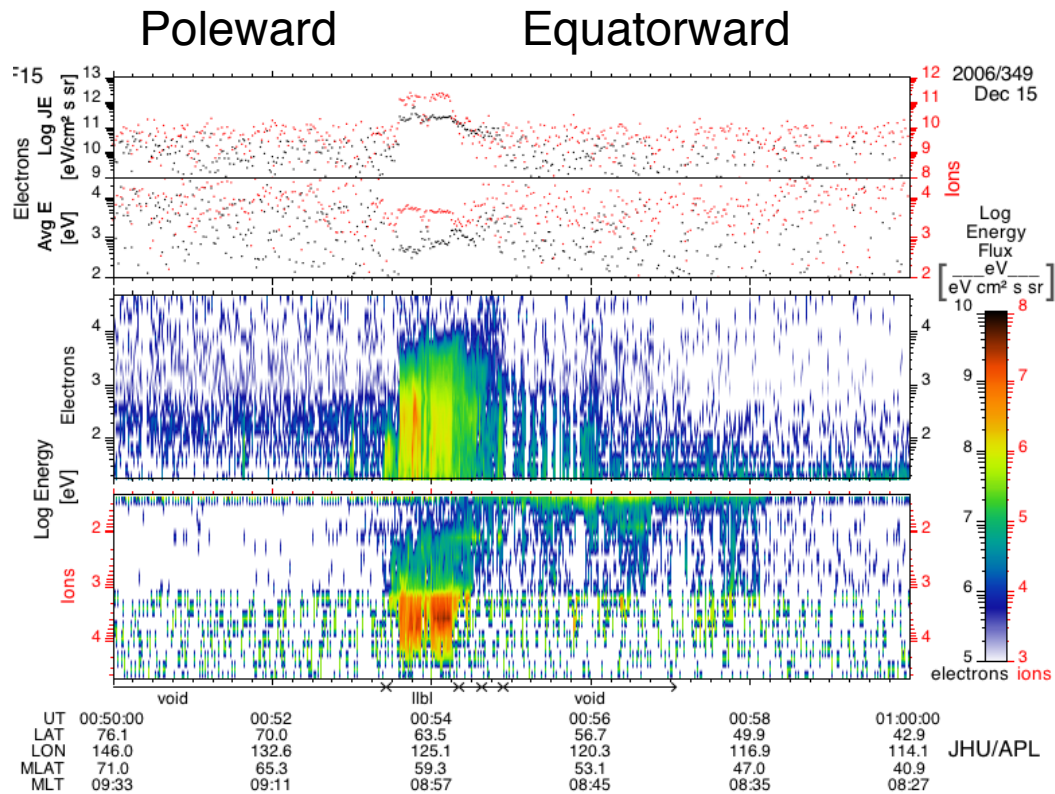 Poleward Equatorward
'15
2006/349
Dec 15
Electrons
Log JE
[eV/cm² s sr]
13
12
11
10
9
12
11
10
9
8
Ions
Avg E
[eV]
4
3
2
4
3
2
Log
Energy
Flux
[ ___eV___ ]
eV cm² s sr
10 8
9 7
8 6
7 5
6 4
5 3
electrons ions
Log Energy
[eV]
Electrons
4
3
2
Ions
2
3
4
2
3
4
void llbl void
UT 00:50:00 00:52 00:54 00:56 00:58 01:00:00
LAT 76.1 70.0 63.5 56.7 49.9 42.9
LON 146.0 132.6 125.1 120.3 116.9 114.1
MLAT 71.0 65.3 59.3 53.1 47.0 40.9
MLT 09:33 09:11 08:57 08:45 08:35 08:27
JHU/APL